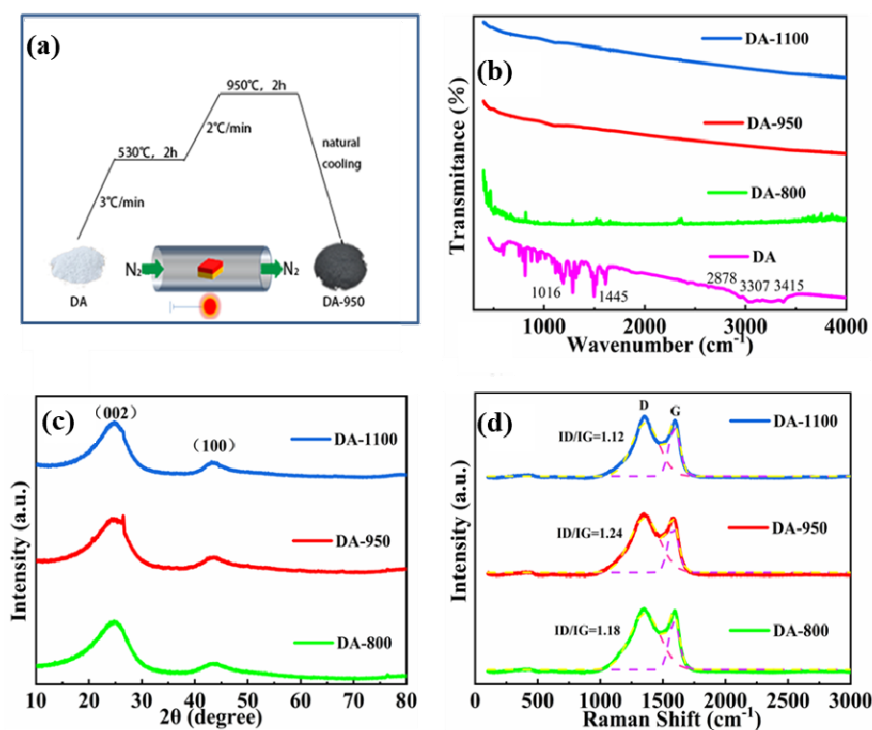 (a)
950℃, 2h
2℃/min
530℃, 2h
natural
cooling
3℃/min
N₂
N₂
DA
DA-950
(b)
DA-1100
DA-950
DA-800
DA
2878
3307
3415
1016
1445
Transmitance (%)
1000
2000
3000
4000
Wavenumber (cm⁻¹)
(c)
(002)
(100)
DA-1100
DA-950
DA-800
Intensity (a.u.)
10
20
30
40
50
60
70
80
2θ (degree)
(d)
D
G
DA-1100
ID/IG=1.12
DA-950
ID/IG=1.24
DA-800
ID/IG=1.18
Intensity (a.u.)
0
500
1000
1500
2000
2500
3000
Raman Shift (cm⁻¹)